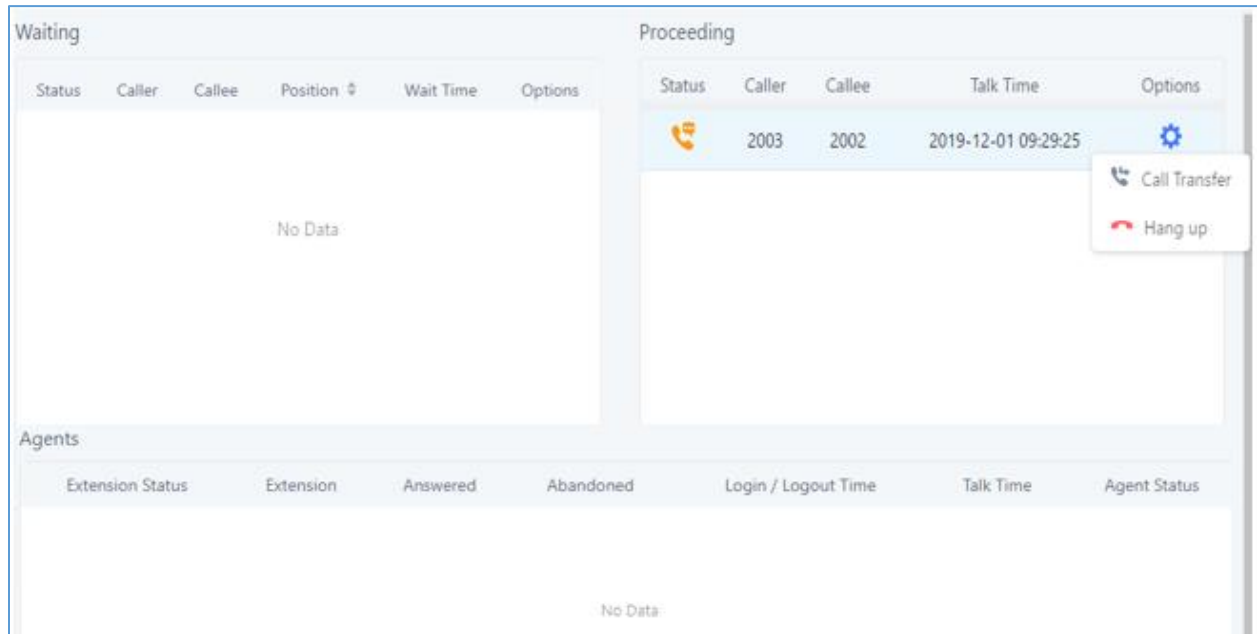 Waiting
Status Caller Callee Position Wait Time Options
No Data
Proceeding
Status Caller Callee Talk Time Options
2003 2002 2019-12-01 09:29:25
Call Transfer
Hang up
Agents
Extension Status Extension Answered Abandoned Login / Logout Time Talk Time Agent Status
No Data